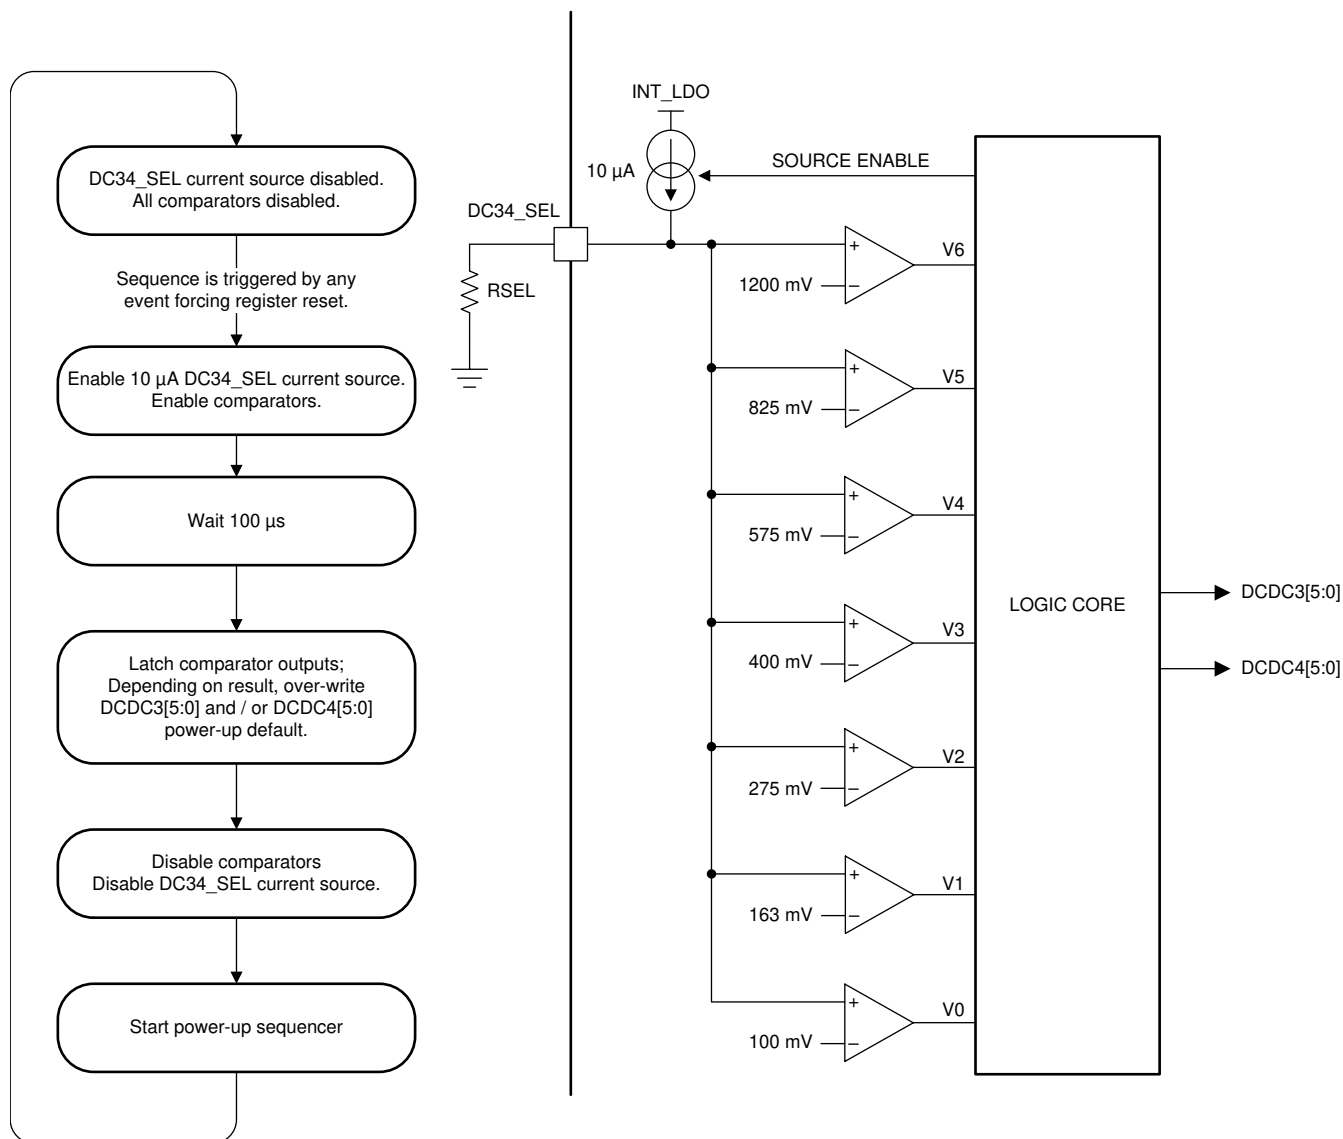 DC34_SEL current source disabled.
All comparators disabled.
Sequence is triggered by any
event forcing register reset.
Enable 10 µA DC34_SEL current source.
Enable comparators.
Wait 100 µs
Latch comparator outputs;
Depending on result, over-write
DCDC3[5:0] and / or DCDC4[5:0]
power-up default.
Disable comparators
Disable DC34_SEL current source.
Start power-up sequencer
INT_LDO
10 µA
SOURCE ENABLE
DC34_SEL
RSEL
+
V6
1200 mV
–
+
V5
825 mV
–
+
V4
575 mV
–
+
V3
400 mV
–
+
V2
275 mV
–
+
V1
163 mV
–
+
V0
100 mV
–
LOGIC CORE
DCDC3[5:0]
DCDC4[5:0]